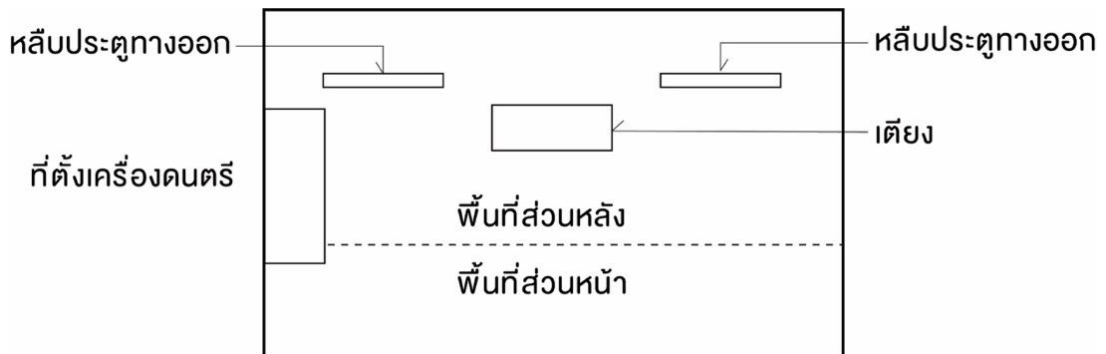 หลืบประตูทางออก
หลืบประตูทางออก
เตียง
ที่ตั้งเครื่องดนตรี
พื้นที่ส่วนหลัง
พื้นที่ส่วนหน้า